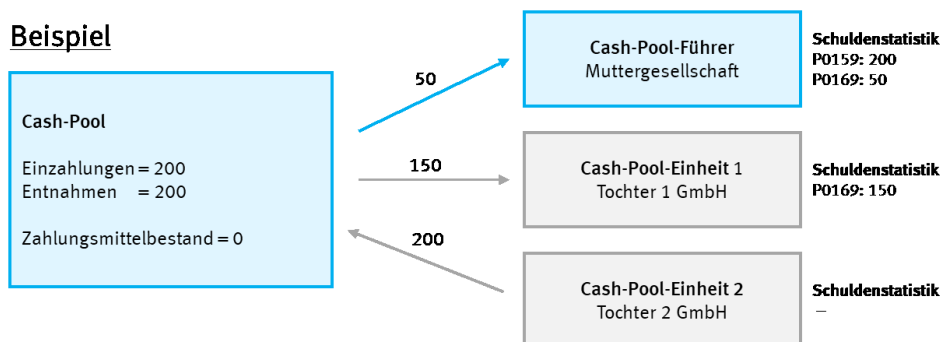 Beispiel
Cash-Pool
Einzahlungen = 200
Entnahmen = 200
Zahlungsmittelbestand = 0
50
150
200
Cash-Pool-Führer
Muttergesellschaft
Schuldenstatistik
P0159: 200
P0169: 50
Cash-Pool-Einheit 1
Tochter 1 GmbH
Schuldenstatistik
P0169: 150
Cash-Pool-Einheit 2
Tochter 2 GmbH
Schuldenstatistik
–